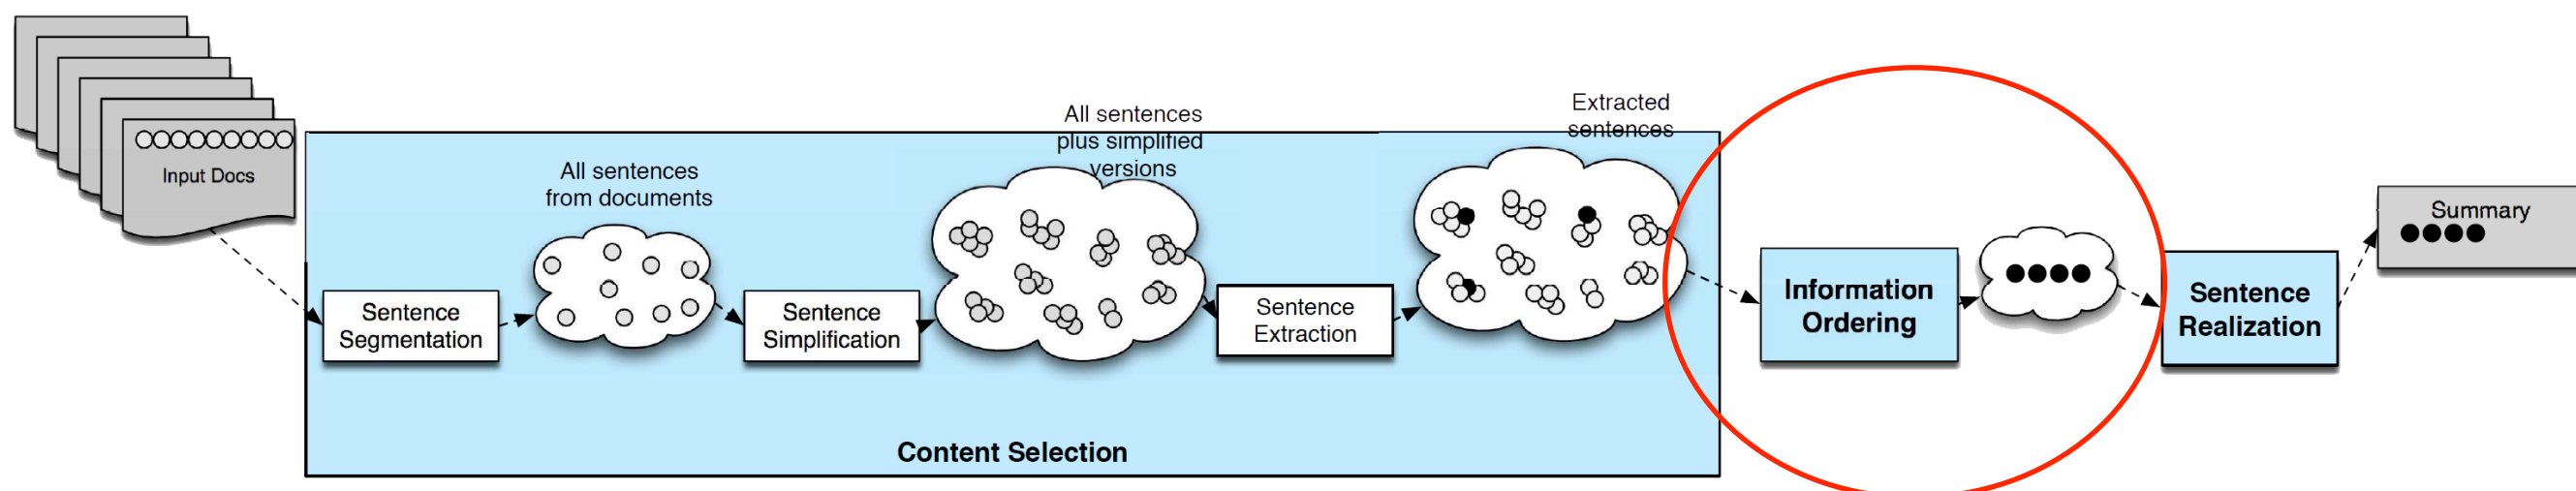 Input Docs
All sentences
from documents
Sentence
Segmentation
Sentence
Simplification
All sentences
plus simplified
versions
Sentence
Extraction
Extracted
sentences
Content Selection
Information
Ordering
Sentence
Realization
Summary